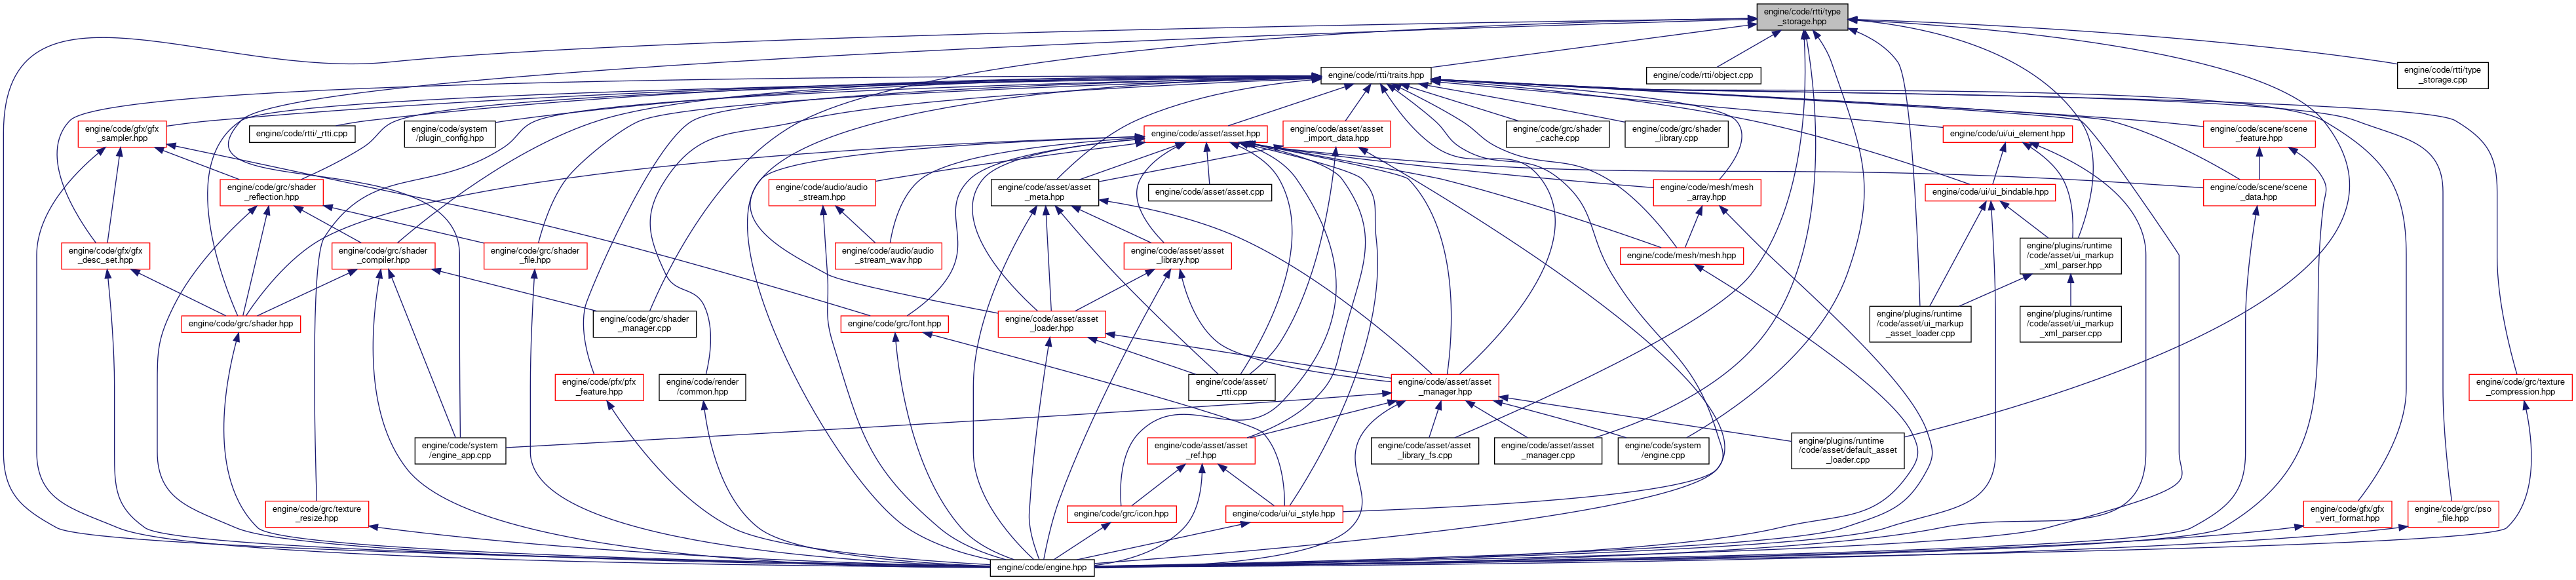 engine/code/rtti/type
_storage.hpp
engine/code/rtti/traits.hpp
engine/code/rtti/object.cpp
engine/code/rtti/type
_storage.cpp
engine/code/gfx/gfx
_sampler.hpp
engine/code/rtti/_rtti.cpp
engine/code/system
/plugin_config.hpp
engine/code/asset/asset.hpp
engine/code/asset/asset
_import_data.hpp
engine/code/grc/shader
_cache.cpp
engine/code/grc/shader
_library.cpp
engine/code/ui/ui_element.hpp
engine/code/scene/scene
_feature.hpp
engine/code/grc/shader
_reflection.hpp
engine/code/audio/audio
_stream.hpp
engine/code/asset/asset
_meta.hpp
engine/code/asset/asset.cpp
engine/code/mesh/mesh
_array.hpp
engine/code/ui/ui_bindable.hpp
engine/code/scene/scene
_data.hpp
engine/code/gfx/gfx
_desc_set.hpp
engine/code/grc/shader
_compiler.hpp
engine/code/grc/shader
_file.hpp
engine/code/audio/audio
_stream_wav.hpp
engine/code/asset/asset
_library.hpp
engine/code/mesh/mesh.hpp
engine/plugins/runtime
/code/asset/ui_markup
_xml_parser.hpp
engine/code/grc/shader.hpp
engine/code/grc/shader
_manager.cpp
engine/code/grc/font.hpp
engine/code/asset/asset
_loader.hpp
engine/plugins/runtime
/code/asset/ui_markup
_asset_loader.cpp
engine/plugins/runtime
/code/asset/ui_markup
_xml_parser.cpp
engine/code/pfx/pfx
_feature.hpp
engine/code/render
/common.hpp
engine/code/asset/
_rtti.cpp
engine/code/asset/asset
_manager.hpp
engine/code/grc/texture
_compression.hpp
engine/code/system
/engine_app.cpp
engine/code/asset/asset
_ref.hpp
engine/code/asset/asset
_library_fs.cpp
engine/code/asset/asset
_manager.cpp
engine/code/system
/engine.cpp
engine/plugins/runtime
/code/asset/default_asset
_loader.cpp
engine/code/grc/texture
_resize.hpp
engine/code/grc/icon.hpp
engine/code/ui/ui_style.hpp
engine/code/gfx/gfx
_vert_format.hpp
engine/code/grc/pso
_file.hpp
engine/code/engine.hpp